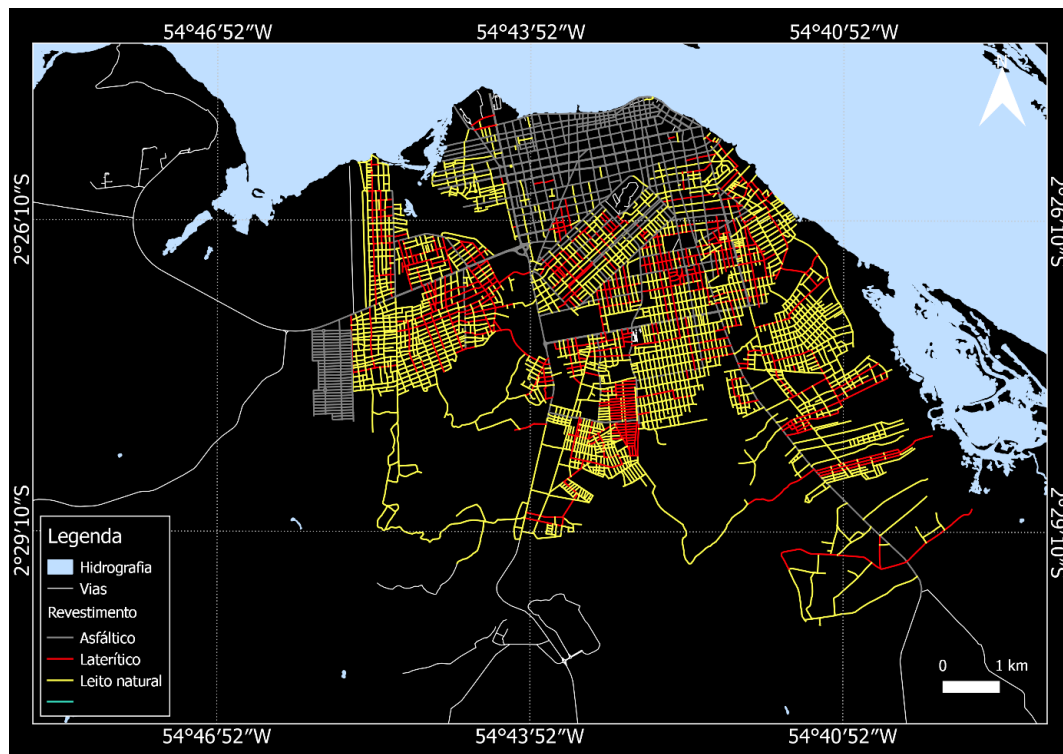 54°46′52″W 54°43′52″W 54°40′52″W
2°26′10″S
2°26′10″S
2°29′10″S
2°29′10″S
Legenda
Hidrografia
Vias
Revestimento
Asfáltico
Laterítico
Leito natural
0 1 km
54°46′52″W 54°43′52″W 54°40′52″W